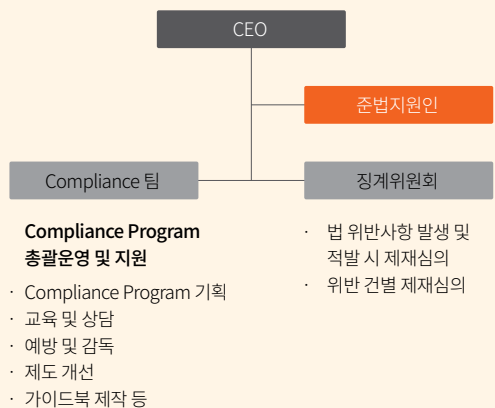 CEO
준법지원인
Compliance 팀
징계위원회
Compliance Program
총괄운영 및 지원
· Compliance Program 기획
· 교육 및 상담
· 예방 및 감독
· 제도 개선
· 가이드북 제작 등
· 법 위반사항 발생 및
적발 시 제재심의
· 위반 건별 제재심의